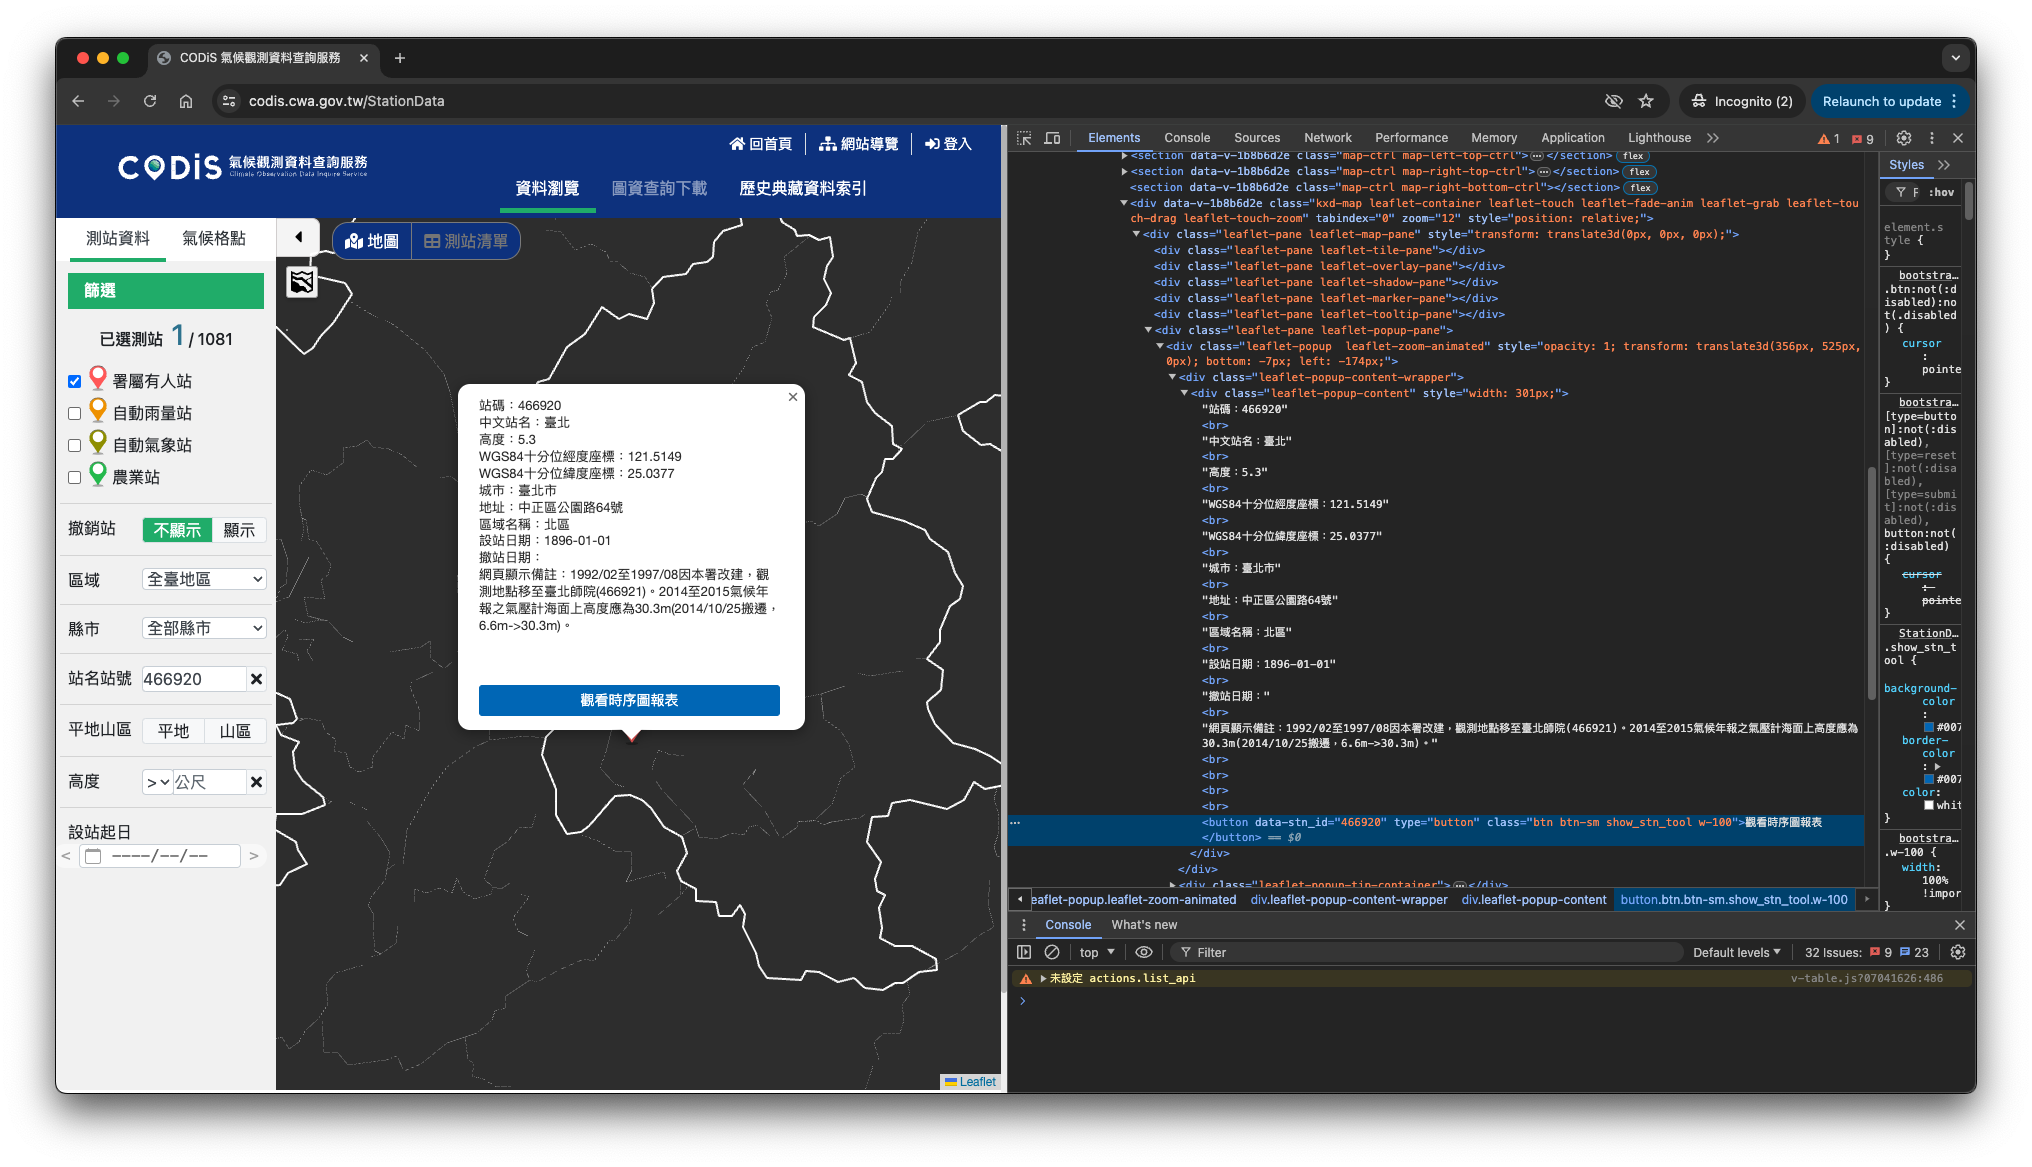 CODiS 氣候觀測資料查詢服務
codis.cwa.gov.tw/StationData
Incognito (2)
Relaunch to update
回首頁
網站導覽
登入
CODiS 氣候觀測資料查詢服務
Climate Observation Data Inquire Service
資料瀏覽
圖資查詢下載
歷史典藏資料索引
測站資料
氣候格點
地圖
測站清單
篩選
已選測站 1 / 1081
署屬有人站
自動雨量站
自動氣象站
農業站
撤銷站
不顯示
顯示
區域
全臺地區
縣市
全部縣市
站名站號
466920
平地山區
平地
山區
高度
>
公尺
設站起日
----/--/--
站碼：466920
中文站名：臺北
高度：5.3
WGS84十分位經度座標：121.5149
WGS84十分位緯度座標：25.0377
城市：臺北市
地址：中正區公園路64號
區域名稱：北區
設站日期：1896-01-01
撤站日期：
網頁顯示備註：1992/02至1997/08因本署改建，觀
測地點移至臺北師院(466921)。2014至2015氣候年
報之氣壓計海面上高度應為30.3m(2014/10/25搬遷，
6.6m->30.3m)。
觀看時序圖報表
Leaflet
Elements Console Sources Network Performance Memory Application Lighthouse
1 9
<section data-v-1b8b6d2e class="map-ctrl map-left-top-ctrl">…</section> flex
<section data-v-1b8b6d2e class="map-ctrl map-right-top-ctrl">…</section> flex
<section data-v-1b8b6d2e class="map-ctrl map-right-bottom-ctrl"></section> flex
<div data-v-1b8b6d2e class="kxd-map leaflet-container leaflet-touch leaflet-fade-anim leaflet-grab leaflet-tou
ch-drag leaflet-touch-zoom" tabindex="0" zoom="12" style="position: relative;">
<div class="leaflet-pane leaflet-map-pane" style="transform: translate3d(0px, 0px, 0px);">
<div class="leaflet-pane leaflet-tile-pane"></div>
<div class="leaflet-pane leaflet-overlay-pane"></div>
<div class="leaflet-pane leaflet-shadow-pane"></div>
<div class="leaflet-pane leaflet-marker-pane"></div>
<div class="leaflet-pane leaflet-tooltip-pane"></div>
<div class="leaflet-pane leaflet-popup-pane">
<div class="leaflet-popup  leaflet-zoom-animated" style="opacity: 1; transform: translate3d(356px, 525px,
0px); bottom: -7px; left: -174px;">
<div class="leaflet-popup-content-wrapper">
<div class="leaflet-popup-content" style="width: 301px;">
"站碼：466920"
<br>
"中文站名：臺北"
<br>
"高度：5.3"
<br>
"WGS84十分位經度座標：121.5149"
<br>
"WGS84十分位緯度座標：25.0377"
<br>
"城市：臺北市"
<br>
"地址：中正區公園路64號"
<br>
"區域名稱：北區"
<br>
"設站日期：1896-01-01"
<br>
"撤站日期："
<br>
"網頁顯示備註：1992/02至1997/08因本署改建，觀測地點移至臺北師院(466921)。2014至2015氣候年報之氣壓計海面上高度應為
30.3m(2014/10/25搬遷，6.6m->30.3m)。"
<br>
<br>
<br>
<br>
<button data-stn_id="466920" type="button" class="btn btn-sm show_stn_tool w-100">觀看時序圖報表
</button> == $0
</div>
</div>
<div class="leaflet-popup-tip-container">…</div>
eaflet-popup.leaflet-zoom-animated div.leaflet-popup-content-wrapper div.leaflet-popup-content button.btn.btn-sm.show_stn_tool.w-100
Styles
F :hov
element.s
tyle {
}
bootstra…
.btn:not(:d
isabled):no
t(.disabled
) {
cursor
:
pointe
}
bootstra…
[type=butto
n]:not(:dis
abled),
[type=reset
]:not(:disa
bled),
[type=submi
t]:not(:dis
abled),
button:not(
:disabled)
{
cursor
:
pointe
}
StationD…
.show_stn_t
ool {
background-
color
:
#007
border-
color
:
#007
color:
whit
}
bootstra…
.w-100 {
width:
100%
!impor
}
Console What's new
top
Filter
Default levels
32 Issues: 9 23
未設定 actions.list_api
v-table.js?07041626:486